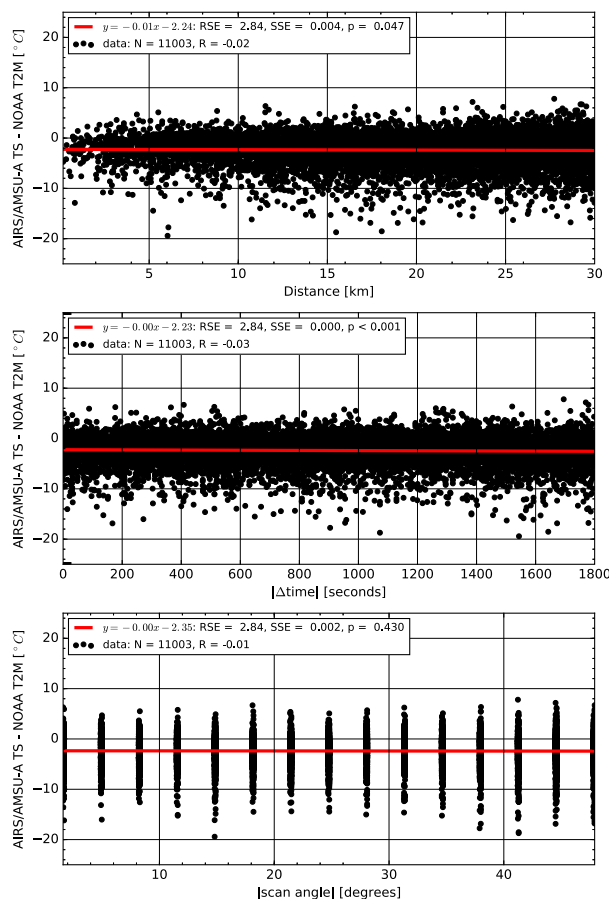 y = −0.01x − 2.24: RSE = 2.84, SSE = 0.004, p = 0.047
data: N = 11003, R = -0.02
AIRS/AMSU-A TS - NOAA T2M [°C]
20
10
0
−10
−20
5 10 15 20 25 30
Distance [km]
y = −0.00x − 2.23: RSE = 2.84, SSE = 0.000, p < 0.001
data: N = 11003, R = -0.03
AIRS/AMSU-A TS - NOAA T2M [°C]
20
10
0
−10
−20
0 200 400 600 800 1000 1200 1400 1600 1800
|Δtime| [seconds]
y = −0.00x − 2.35: RSE = 2.84, SSE = 0.002, p = 0.430
data: N = 11003, R = -0.01
AIRS/AMSU-A TS - NOAA T2M [°C]
20
10
0
−10
−20
10 20 30 40
|scan angle| [degrees]